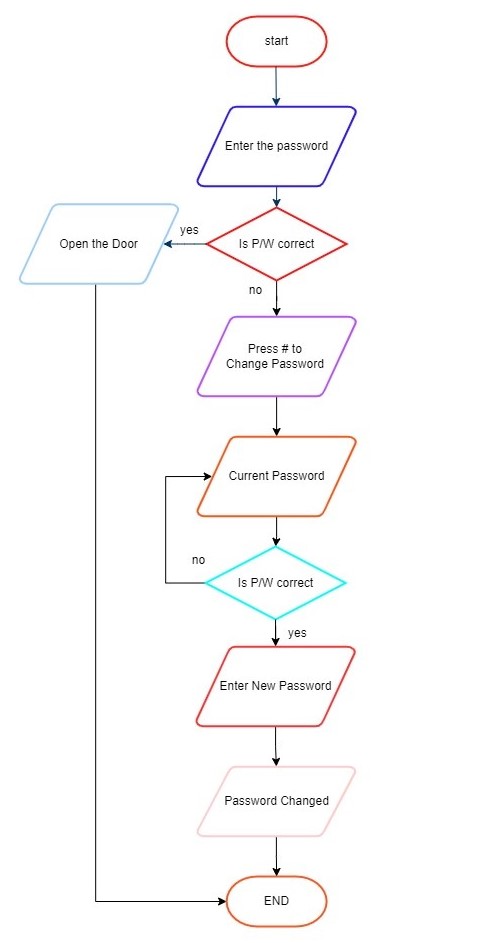 start
Enter the password
Is P/W correct
yes
Open the Door
no
Press # to
Change Password
Current Password
no
Is P/W correct
yes
Enter New Password
Password Changed
END